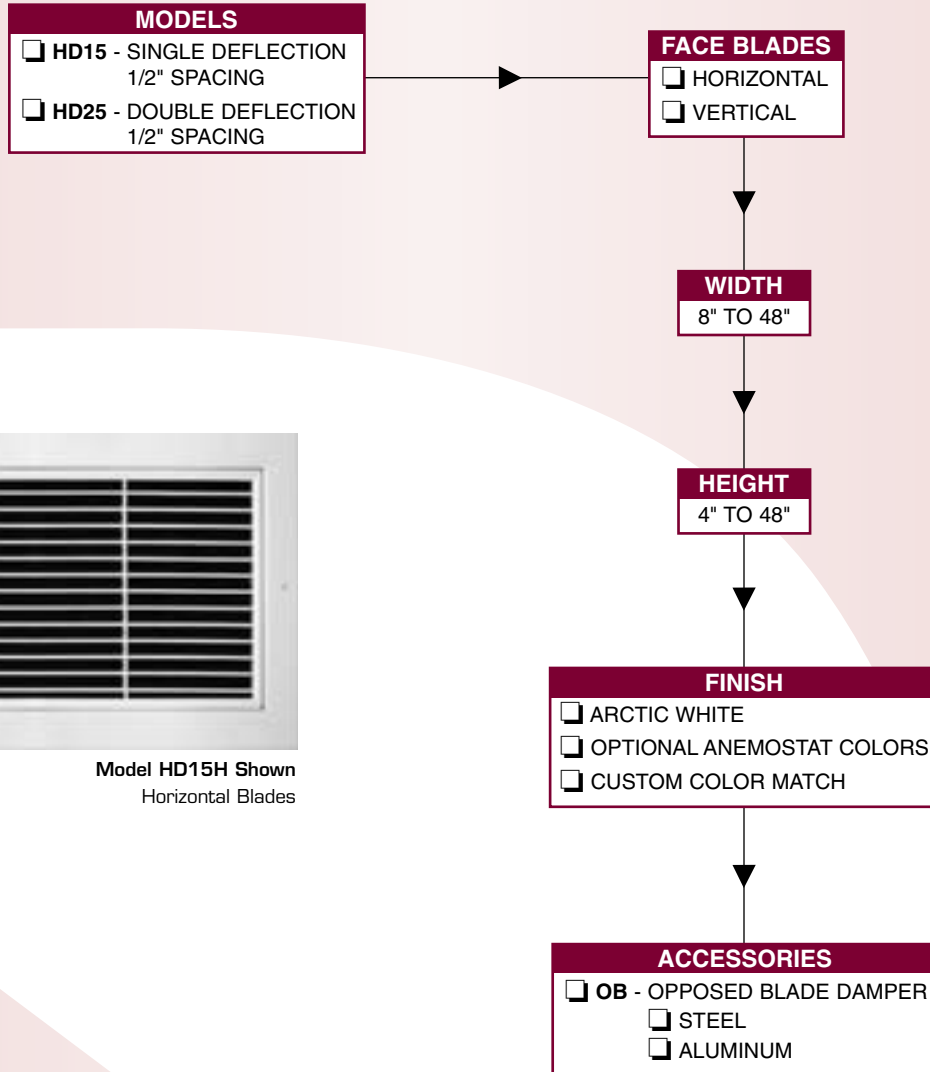 MODELS
❏ HD15 - SINGLE DEFLECTION
1/2" SPACING
❏ HD25 - DOUBLE DEFLECTION
1/2" SPACING
FACE BLADES
❏ HORIZONTAL
❏ VERTICAL
WIDTH
8" TO 48"
HEIGHT
4" TO 48"
Model HD15H Shown
Horizontal Blades
FINISH
❏ ARCTIC WHITE
❏ OPTIONAL ANEMOSTAT COLORS
❏ CUSTOM COLOR MATCH
ACCESSORIES
❏ OB - OPPOSED BLADE DAMPER
❏ STEEL
❏ ALUMINUM